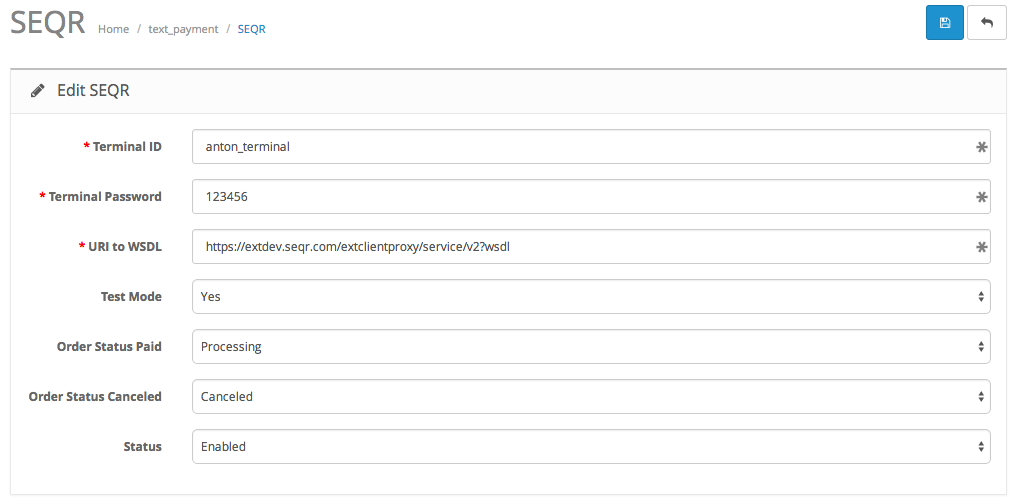 SEQR Home / text_payment / SEQR
Edit SEQR
* Terminal ID anton_terminal
* Terminal Password 123456
* URI to WSDL https://extdev.seqr.com/extclientproxy/service/v2?wsdl
Test Mode Yes
Order Status Paid Processing
Order Status Canceled Canceled
Status Enabled